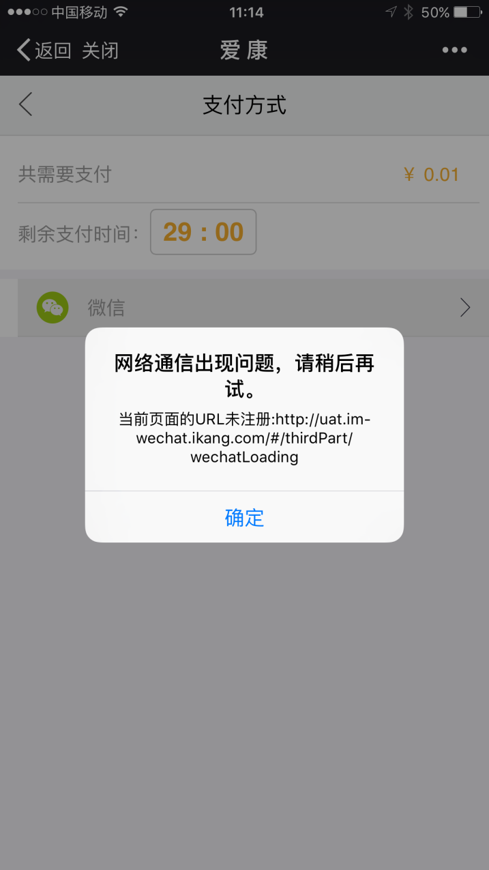 中国移动 11:14 50%
返回 关闭 爱康
支付方式
共需要支付 ¥ 0.01
剩余支付时间： 29 : 00
微信
网络通信出现问题，请稍后再
试。
当前页面的URL未注册:http://uat.im-
wechat.ikang.com/#/thirdPart/
wechatLoading
确定